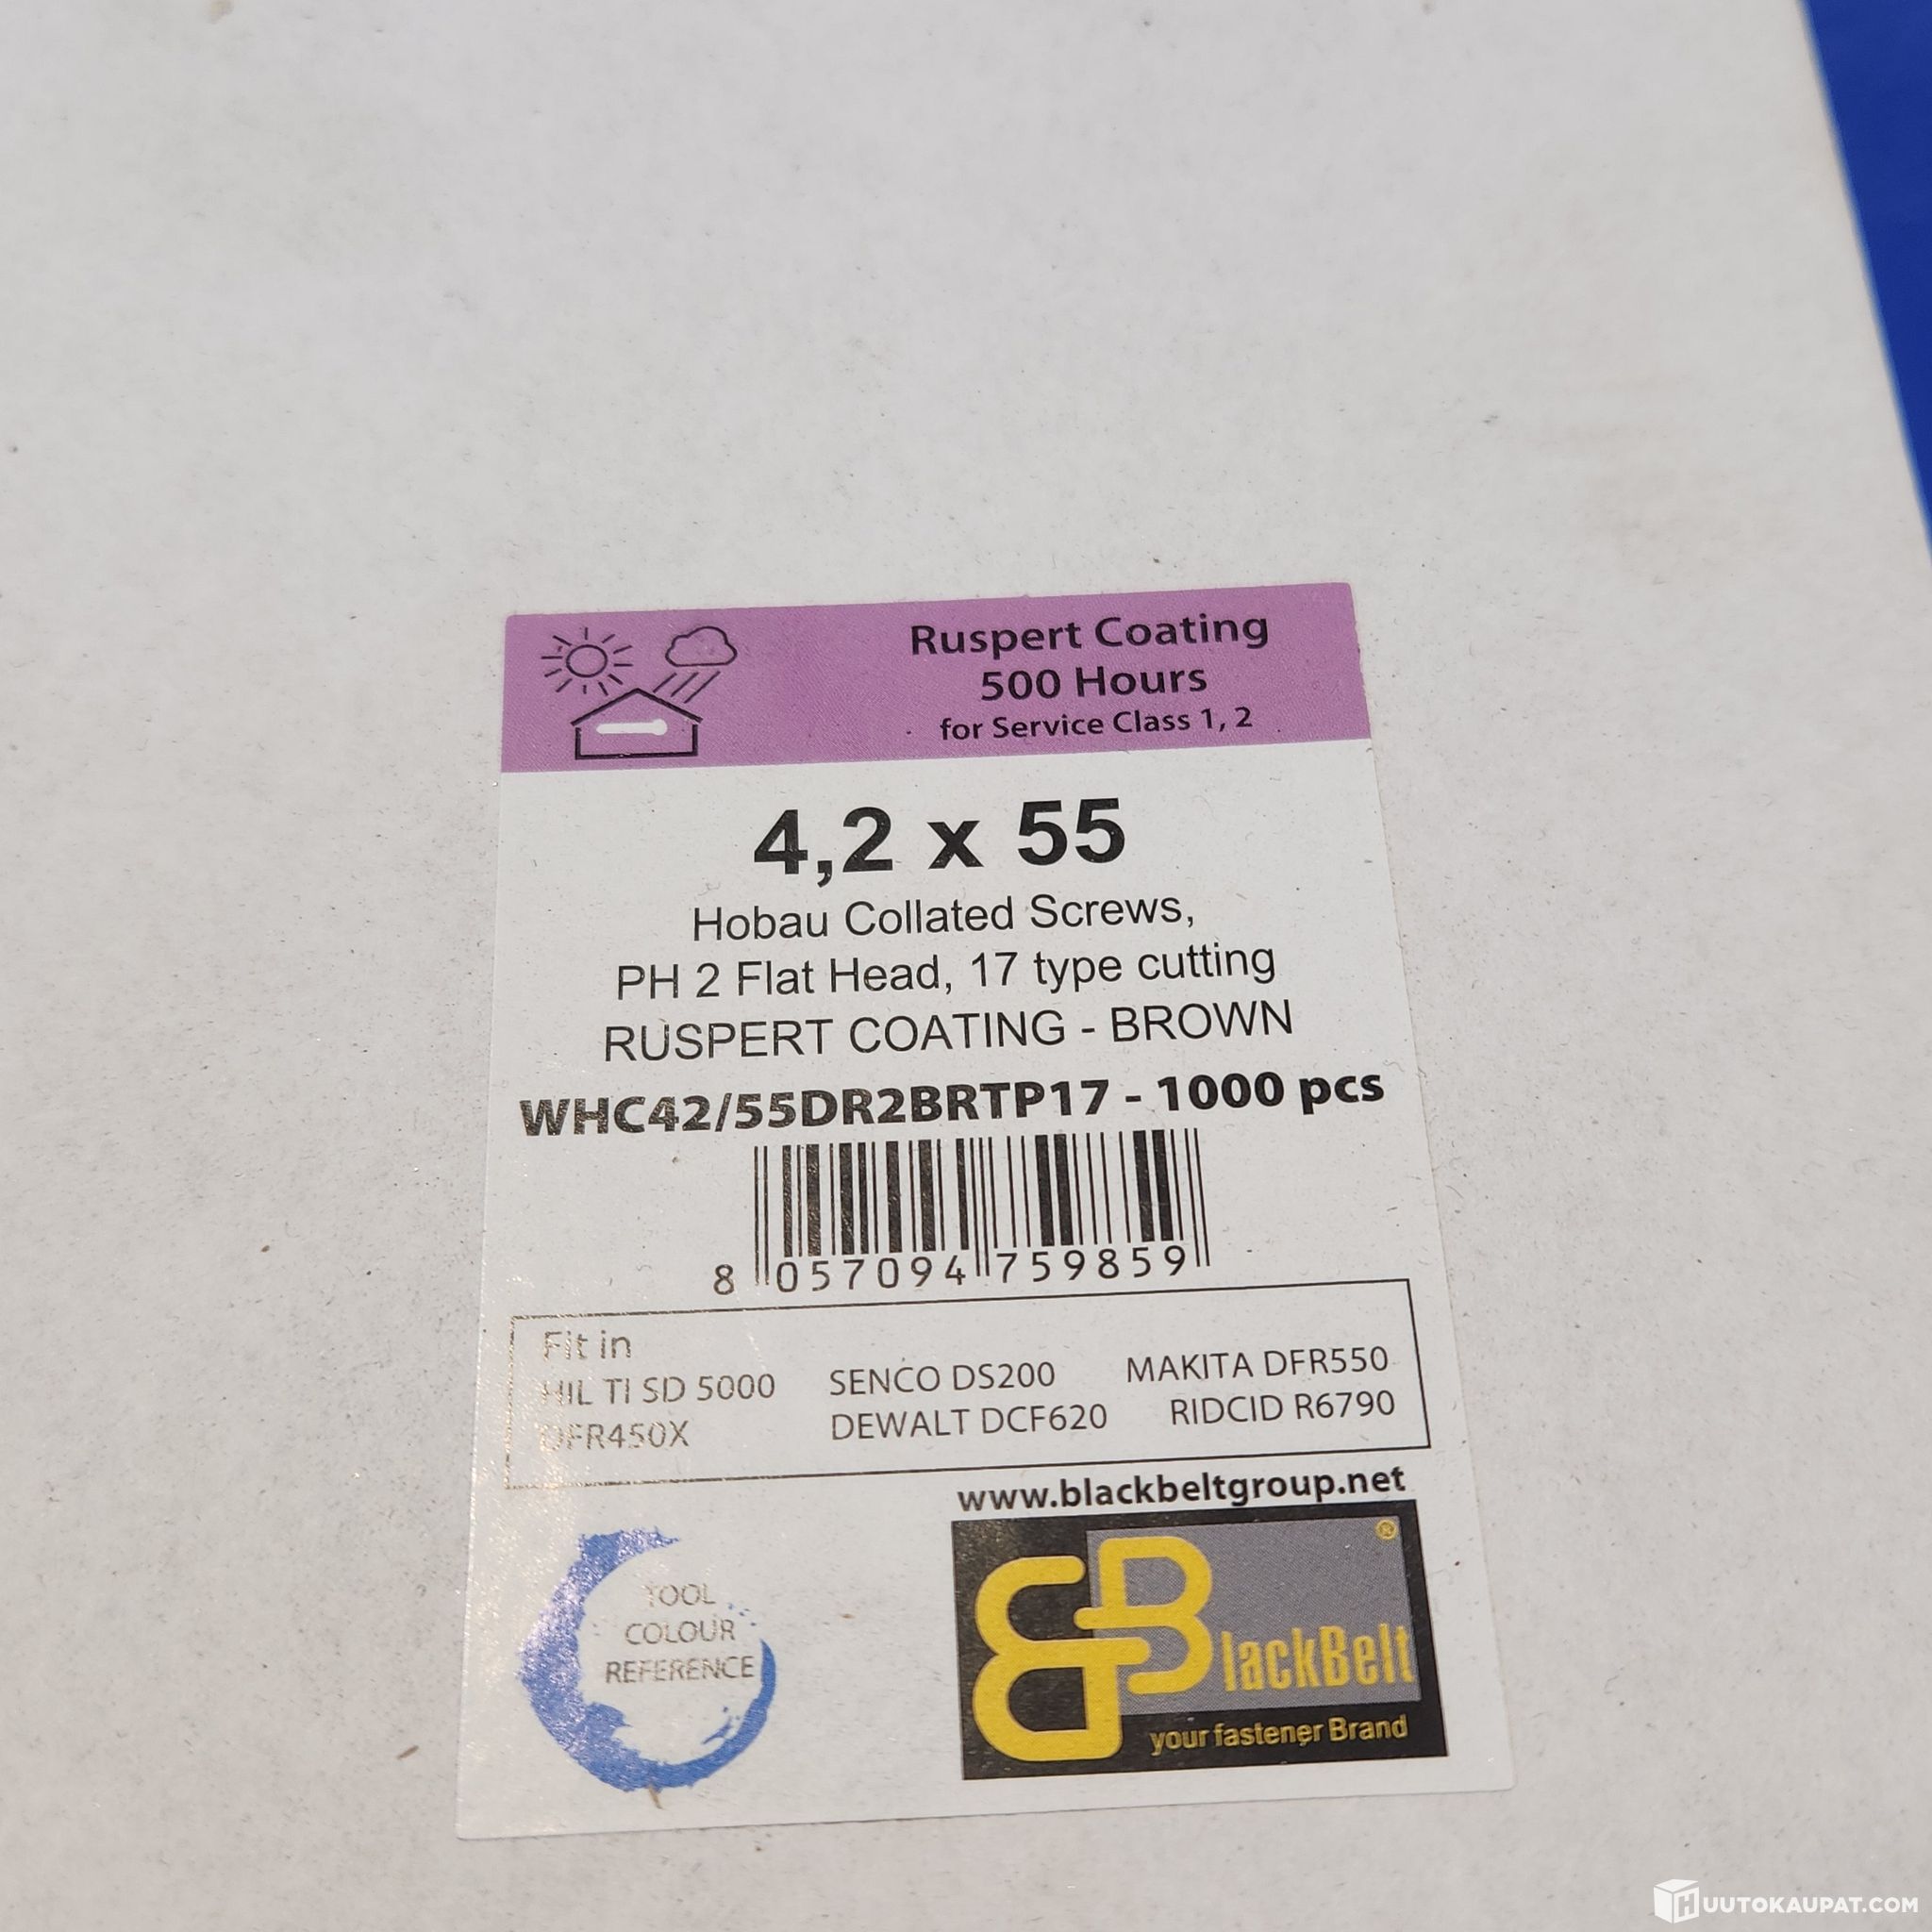 Ruspert Coating
500 Hours
for Service Class 1, 2
4,2 x 55
Hobau Collated Screws,
PH 2 Flat Head, 17 type cutting
RUSPERT COATING - BROWN
WHC42/55DR2BRTP17 - 1000 pcs
8 057094 759859
Fit in
HIL TI SD 5000 SENCO DS200 MAKITA DFR550
DFR450X DEWALT DCF620 RIDCID R6790
www.blackbeltgroup.net
TOOL
COLOUR
REFERENCE
BlackBelt ®
your fastener Brand
HUUTOKAUPAT.COM